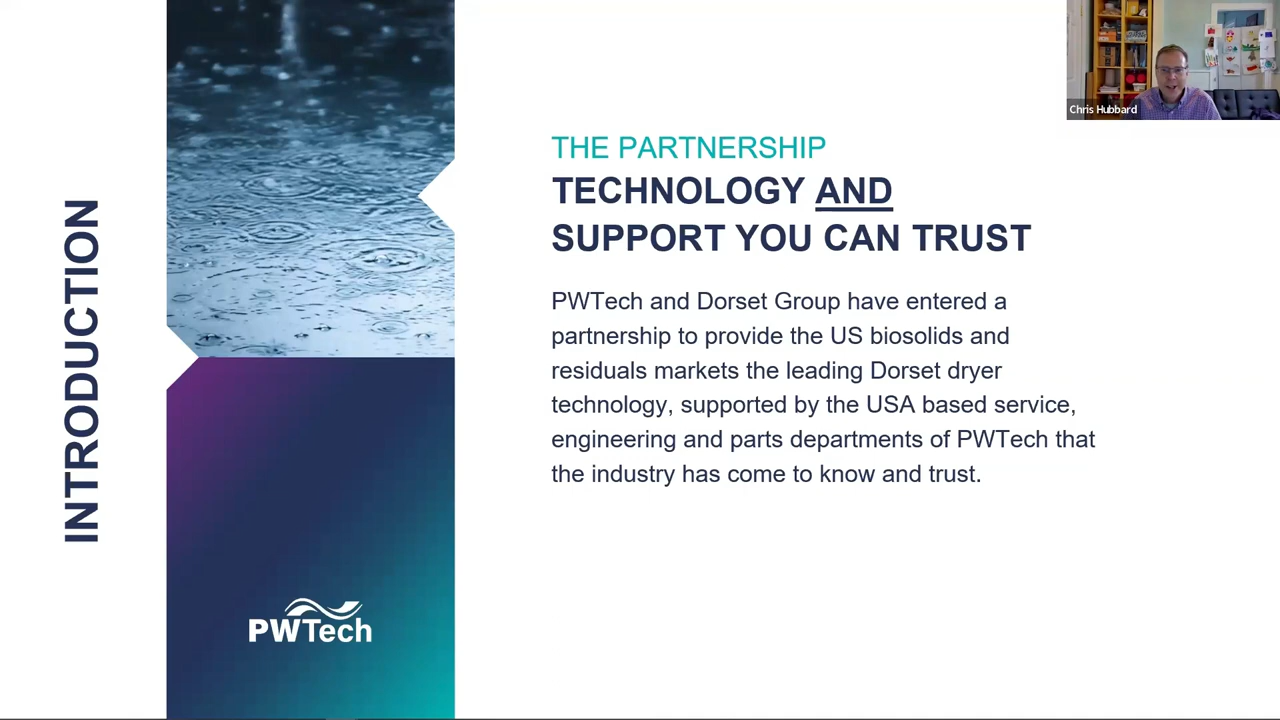 Chris Hubbard
INTRODUCTION
THE PARTNERSHIP
TECHNOLOGY AND
SUPPORT YOU CAN TRUST
PWTech and Dorset Group have entered a
partnership to provide the US biosolids and
residuals markets the leading Dorset dryer
technology, supported by the USA based service,
engineering and parts departments of PWTech that
the industry has come to know and trust.
PWTech